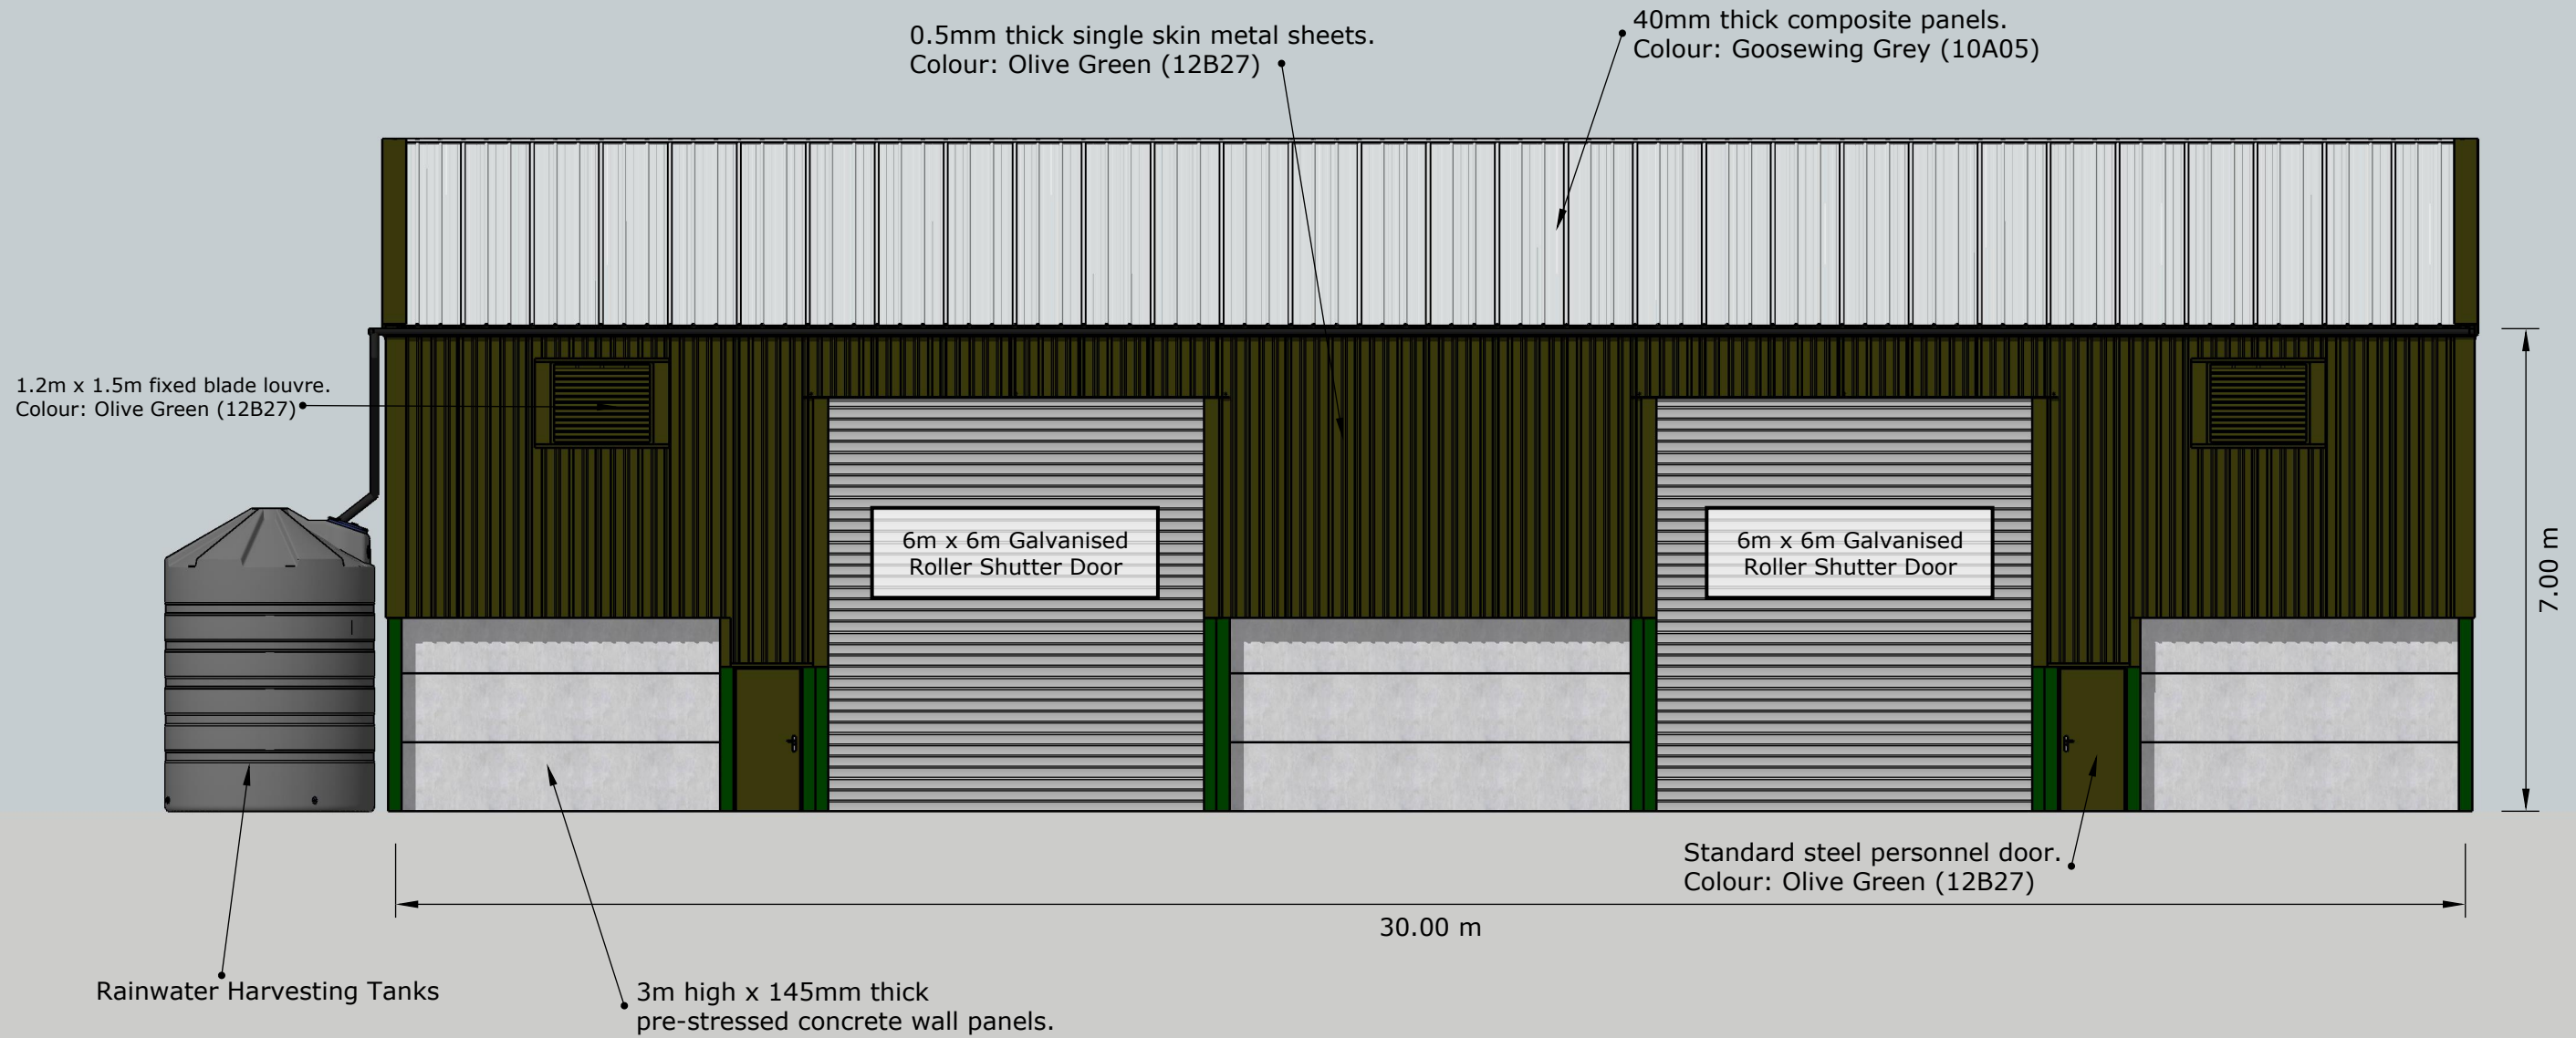 40mm thick composite panels.
Colour: Goosewing Grey (10A05)
0.5mm thick single skin metal sheets.
Colour: Olive Green (12B27)
1.2m x 1.5m fixed blade louvre.
Colour: Olive Green (12B27)
6m x 6m Galvanised
Roller Shutter Door
6m x 6m Galvanised
Roller Shutter Door
7.00 m
Standard steel personnel door.
Colour: Olive Green (12B27)
30.00 m
Rainwater Harvesting Tanks
3m high x 145mm thick
pre-stressed concrete wall panels.